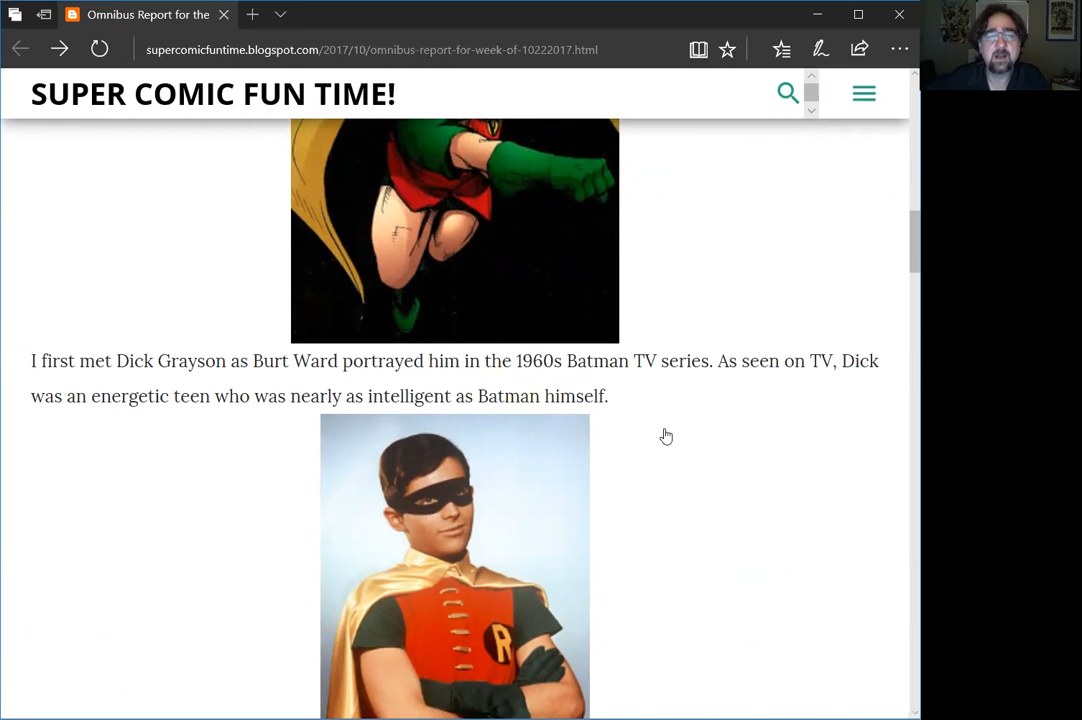 Omnibus Report for the
supercomicfuntime.blogspot.com/2017/10/omnibus-report-for-week-of-10222017.html
SUPER COMIC FUN TIME!
I first met Dick Grayson as Burt Ward portrayed him in the 1960s Batman TV series. As seen on TV, Dick
was an energetic teen who was nearly as intelligent as Batman himself.
R